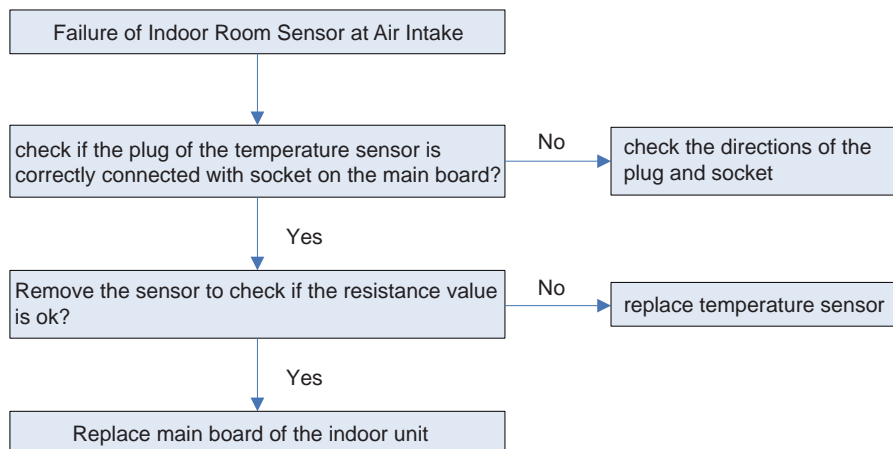 Failure of Indoor Room Sensor at Air Intake
check if the plug of the temperature sensor is
correctly connected with socket on the main board?
No
check the directions of the
plug and socket
Yes
Remove the sensor to check if the resistance value
is ok?
No
replace temperature sensor
Yes
Replace main board of the indoor unit